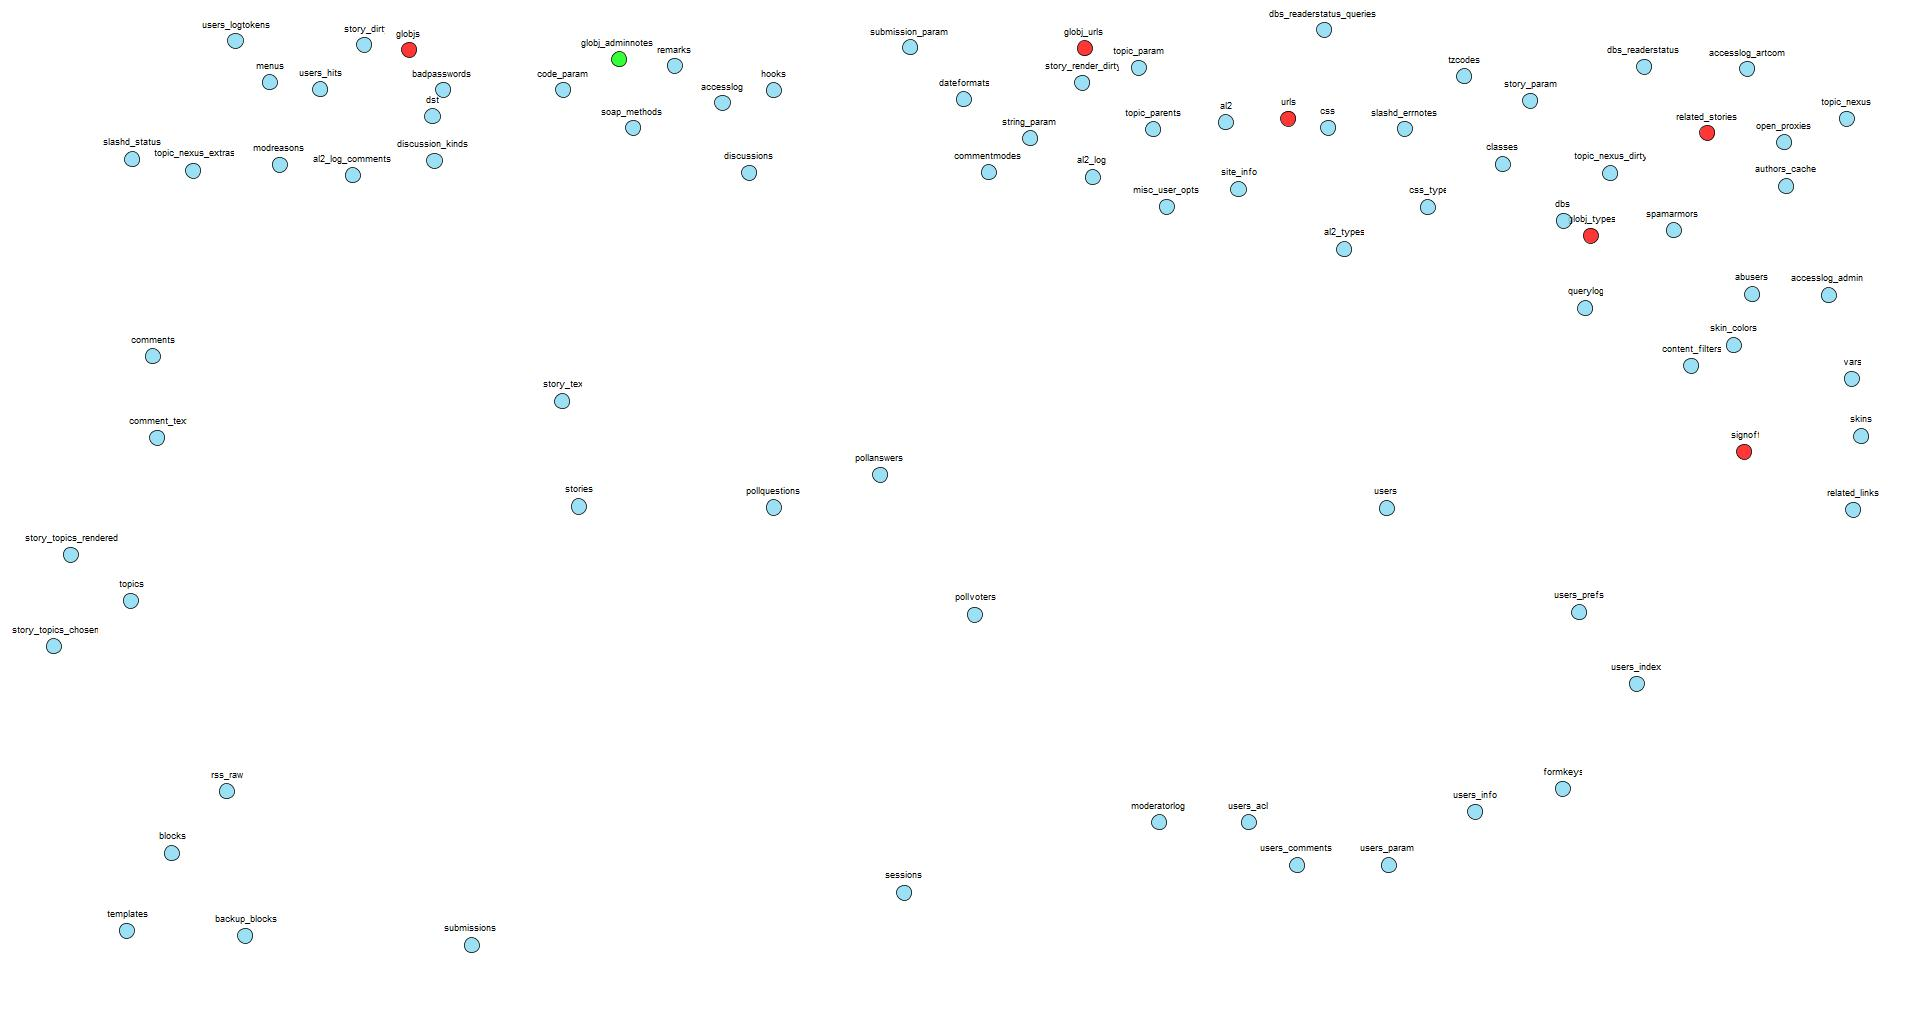 dbs_readerstatus_queries
users_logtokens
story_dirt
globjs
submission_param
globj_urls
globj_adminnotes
remarks
topic_param
dbs_readerstatus
accesslog_artcom
menus
users_hits
badpasswords
code_param
accesslog
hooks
story_render_dirty
tzcodes
dateformats
story_param
dst
soap_methods
string_param
topic_parents
al2
urls
css
slashd_errnotes
related_stories
topic_nexus
open_proxies
slashd_status
topic_nexus_extras
modreasons
al2_log_comments
discussion_kinds
discussions
commentmodes
al2_log
classes
topic_nexus_dirty
authors_cache
site_info
misc_user_opts
css_type
dbs
globj_types
spamarmors
al2_types
abusers
accesslog_admin
querylog
skin_colors
comments
content_filters
vars
story_tex
comment_tex
skins
signoff
pollanswers
stories
pollquestions
users
related_links
story_topics_rendered
topics
pollvoters
users_prefs
story_topics_chosen
users_index
rss_raw
formkeys
users_info
moderatorlog
users_acl
blocks
users_comments
users_param
sessions
templates
backup_blocks
submissions